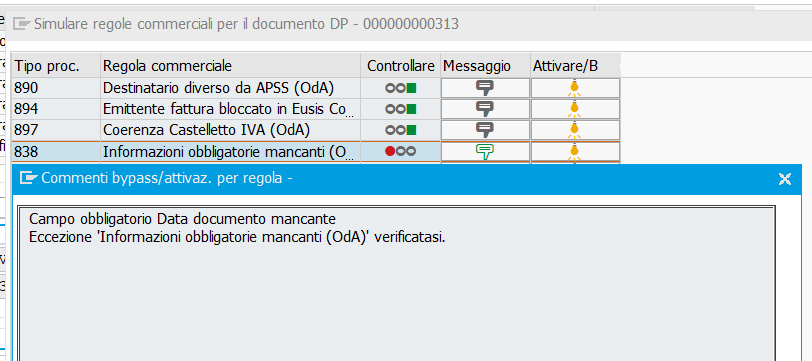 Simulare regole commerciali per il documento DP - 000000000313
Tipo proc. Regola commerciale Controllare Messaggio Attivare/B
890 Destinatario diverso da APSS (OdA)
894 Emittente fattura bloccato in Eusis Co...
897 Coerenza Castelletto IVA (OdA)
838 Informazioni obbligatorie mancanti (O...
Commenti bypass/attivaz. per regola -
Campo obbligatorio Data documento mancante
Eccezione 'Informazioni obbligatorie mancanti (OdA)' verificatasi.